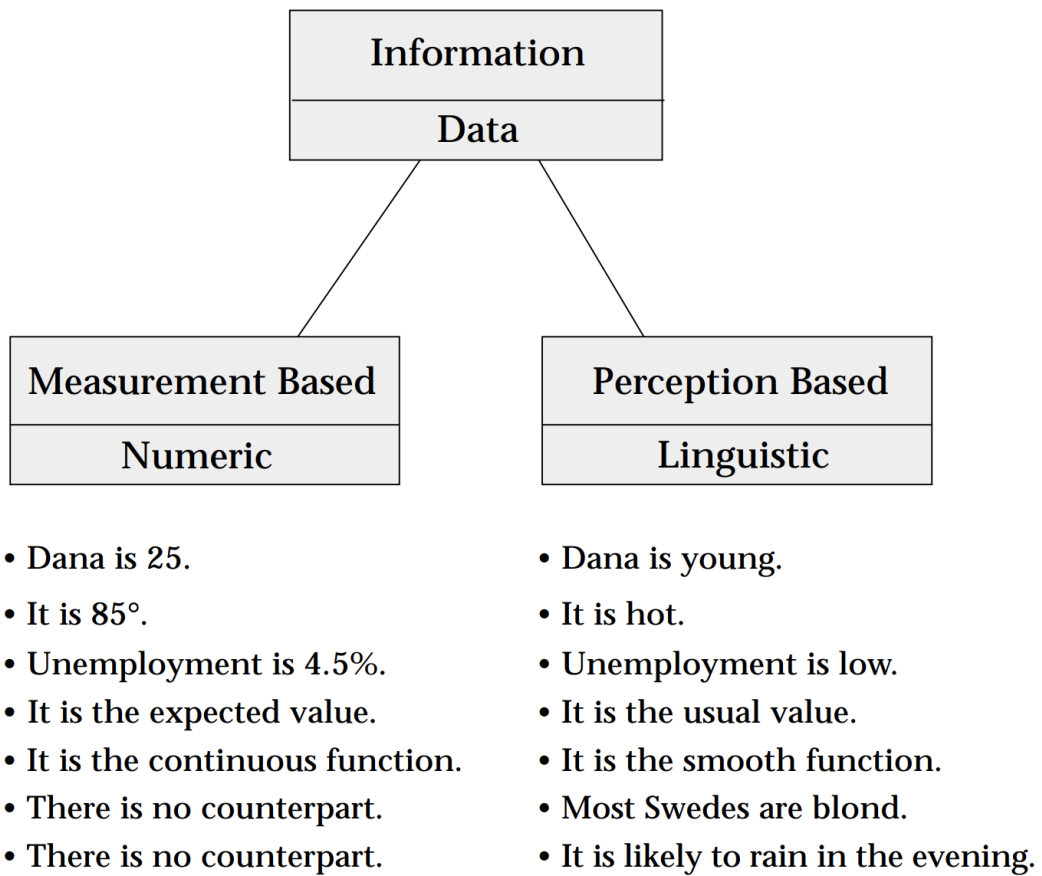 Information
Data
Measurement Based
Numeric
Perception Based
Linguistic
• Dana is 25.
• It is 85°.
• Unemployment is 4.5%.
• It is the expected value.
• It is the continuous function.
• There is no counterpart.
• There is no counterpart.
• Dana is young.
• It is hot.
• Unemployment is low.
• It is the usual value.
• It is the smooth function.
• Most Swedes are blond.
• It is likely to rain in the evening.